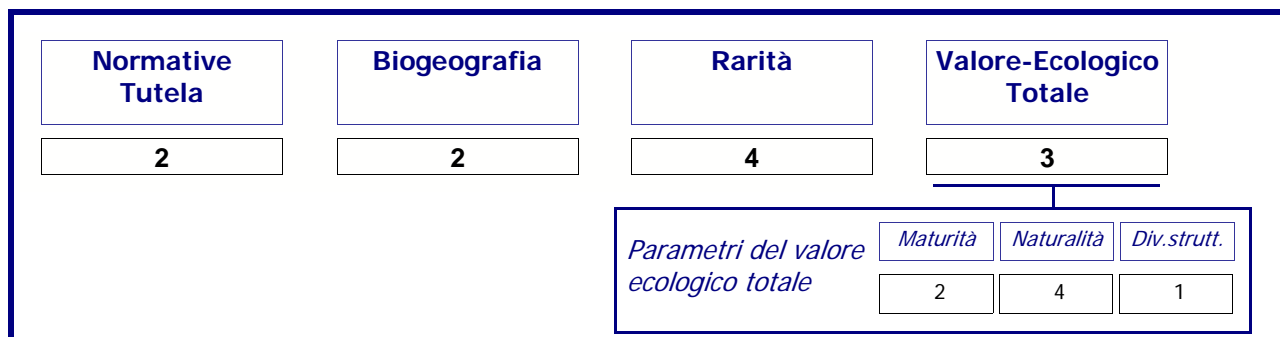 Normative
Tutela
Biogeografia
Rarità
Valore-Ecologico
Totale
2
2
4
3
Parametri del valore
ecologico totale
Maturità
Naturalità
Div.strutt.
2
4
1